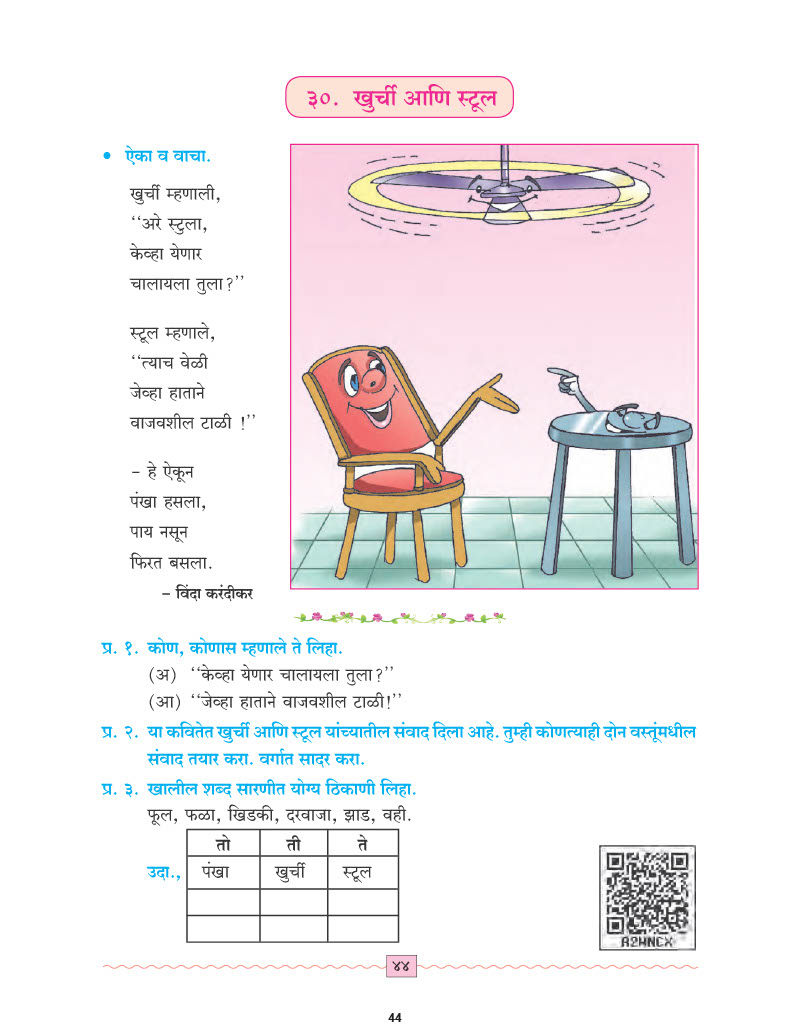 ३०. खुर्ची आणि स्टूल
• ऐका व वाचा.
खुर्ची म्हणाली,
‘‘अरे स्टुला,
केव्हा येणार
चालायला तुला?’’
स्टूल म्हणाले,
‘‘त्याच वेळी
जेव्हा हाताने
वाजवशील टाळी !’’
– हे ऐकून
पंखा हसला,
पाय नसून
फिरत बसला.
– विंदा करंदीकर
प्र. १. कोण, कोणास म्हणाले ते लिहा.
(अ) ‘‘केव्हा येणार चालायला तुला?’’
(आ) ‘‘जेव्हा हाताने वाजवशील टाळी!’’
प्र. २. या कवितेत खुर्ची आणि स्टूल यांच्यातील संवाद दिला आहे. तुम्ही कोणत्याही दोन वस्तूंमधील
संवाद तयार करा. वर्गात सादर करा.
प्र. ३. खालील शब्द सारणीत योग्य ठिकाणी लिहा.
फूल, फळा, खिडकी, दरवाजा, झाड, वही.
तो ती ते
उदा., पंखा खुर्ची स्टूल
A2WNCX
४४
44